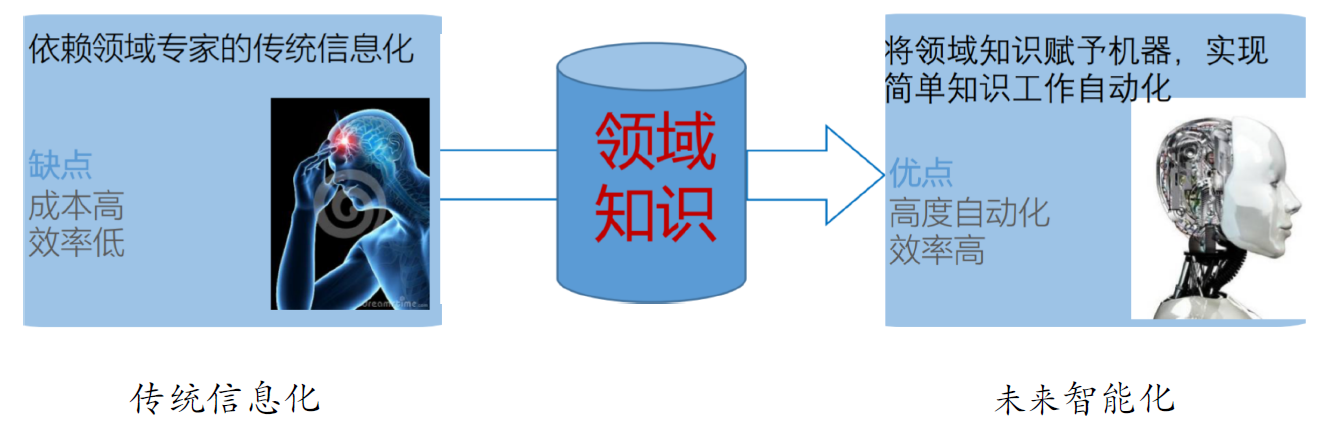 依赖领域专家的传统信息化
缺点
成本高
效率低
dreamstime.com
领域
知识
将领域知识赋予机器，实现
简单知识工作自动化
优点
高度自动化
效率高
传统信息化
未来智能化